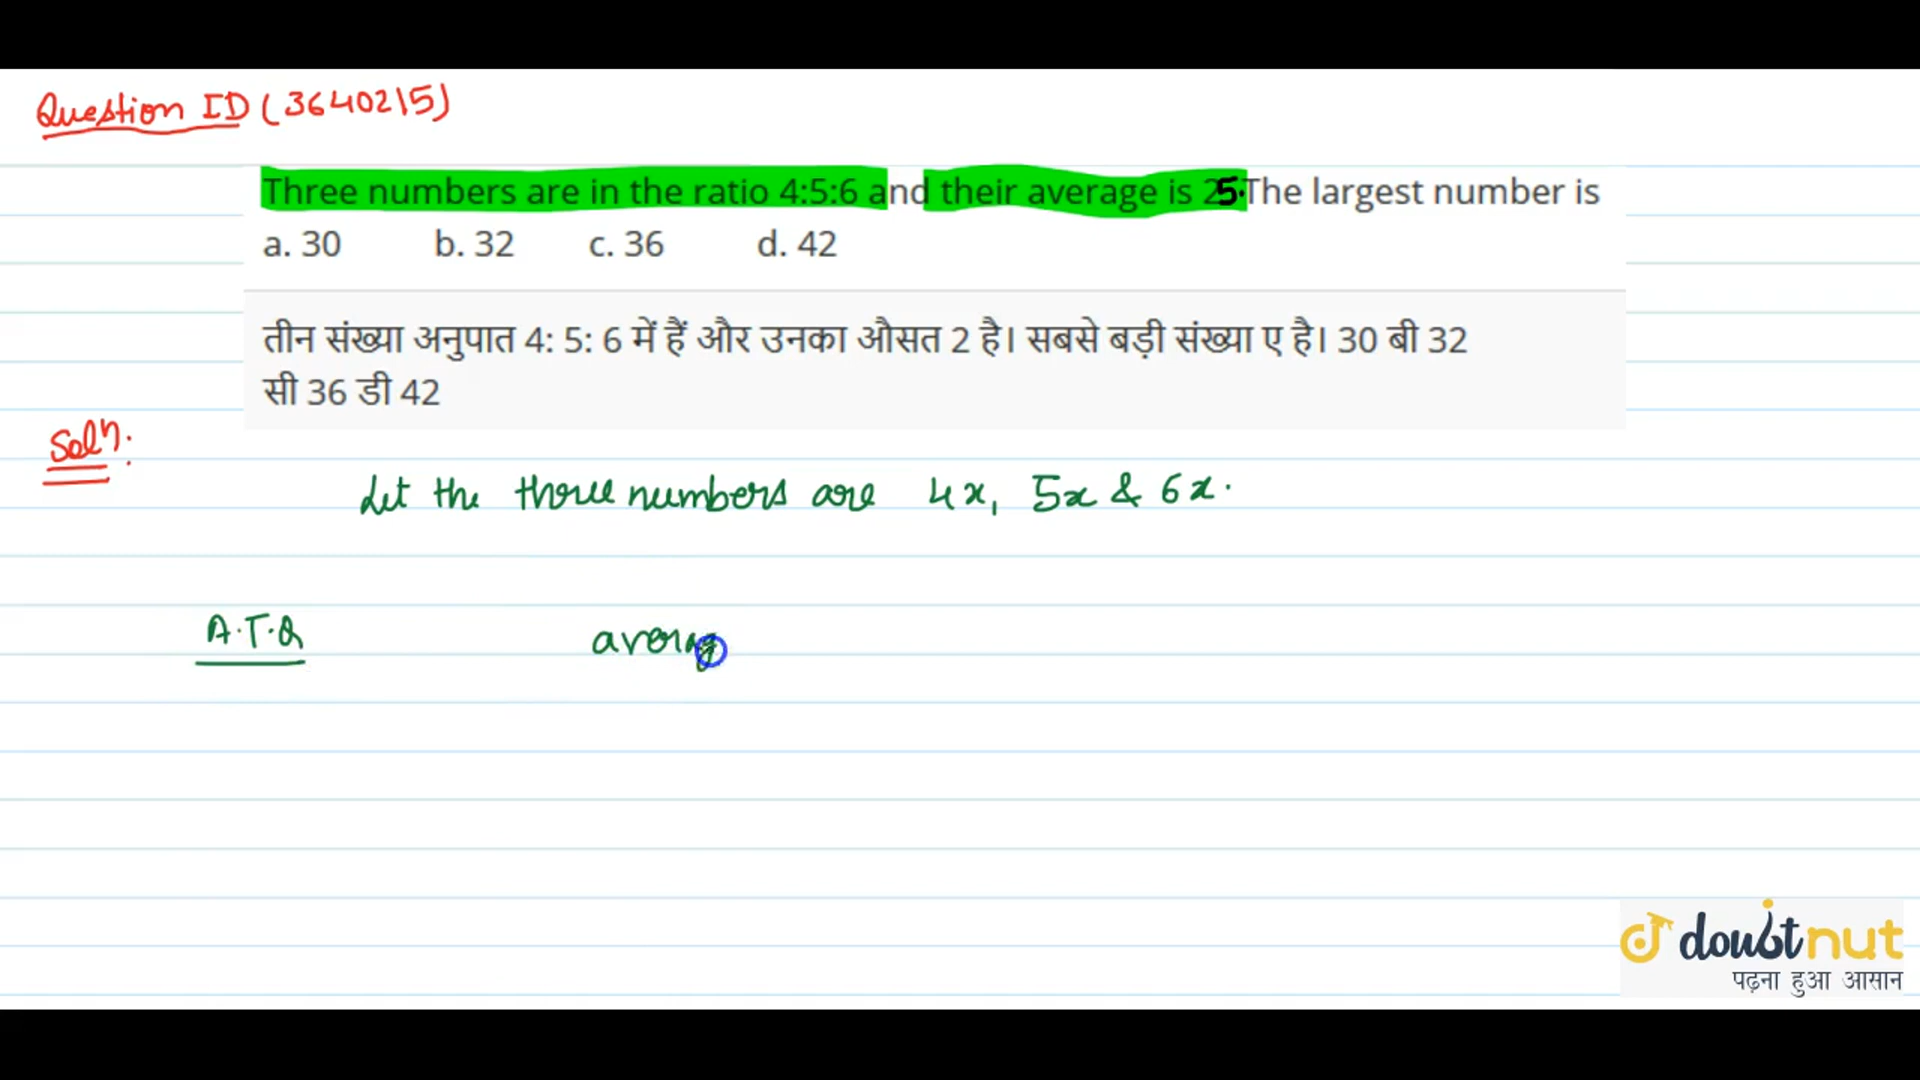 Question ID (3640215)
Three numbers are in the ratio 4:5:6 and their average is 25. The largest number is
a. 30 b. 32 c. 36 d. 42
तीन संख्या अनुपात 4: 5: 6 में हैं और उनका औसत 2 है। सबसे बड़ी संख्या ए है। 30 बी 32
सी 36 डी 42
Solⁿ:
Let the three numbers are 4x, 5x & 6x.
A.T.Q averag
doubtnut
पढ़ना हुआ आसान